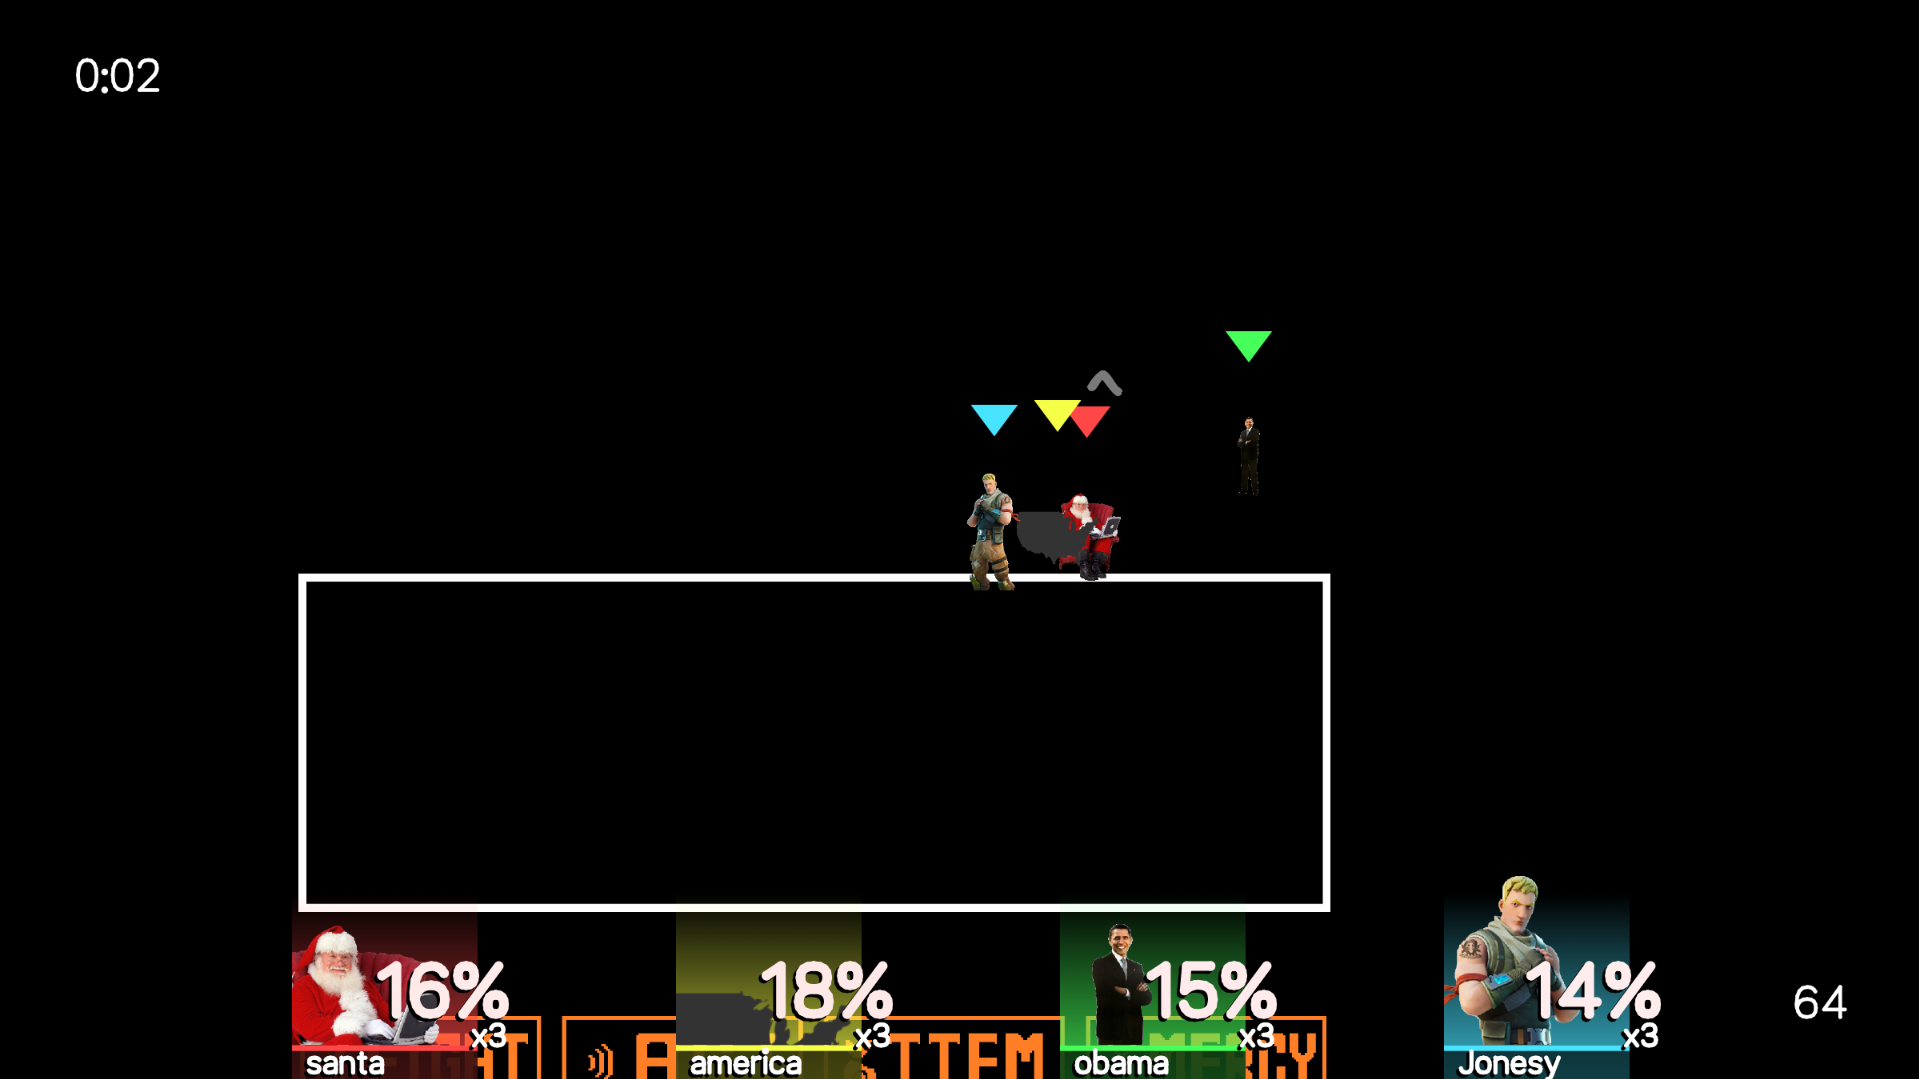 0:02
16%
x3
santa
18%
x3
america
15%
x3
obama
14%
x3
Jonesy
64